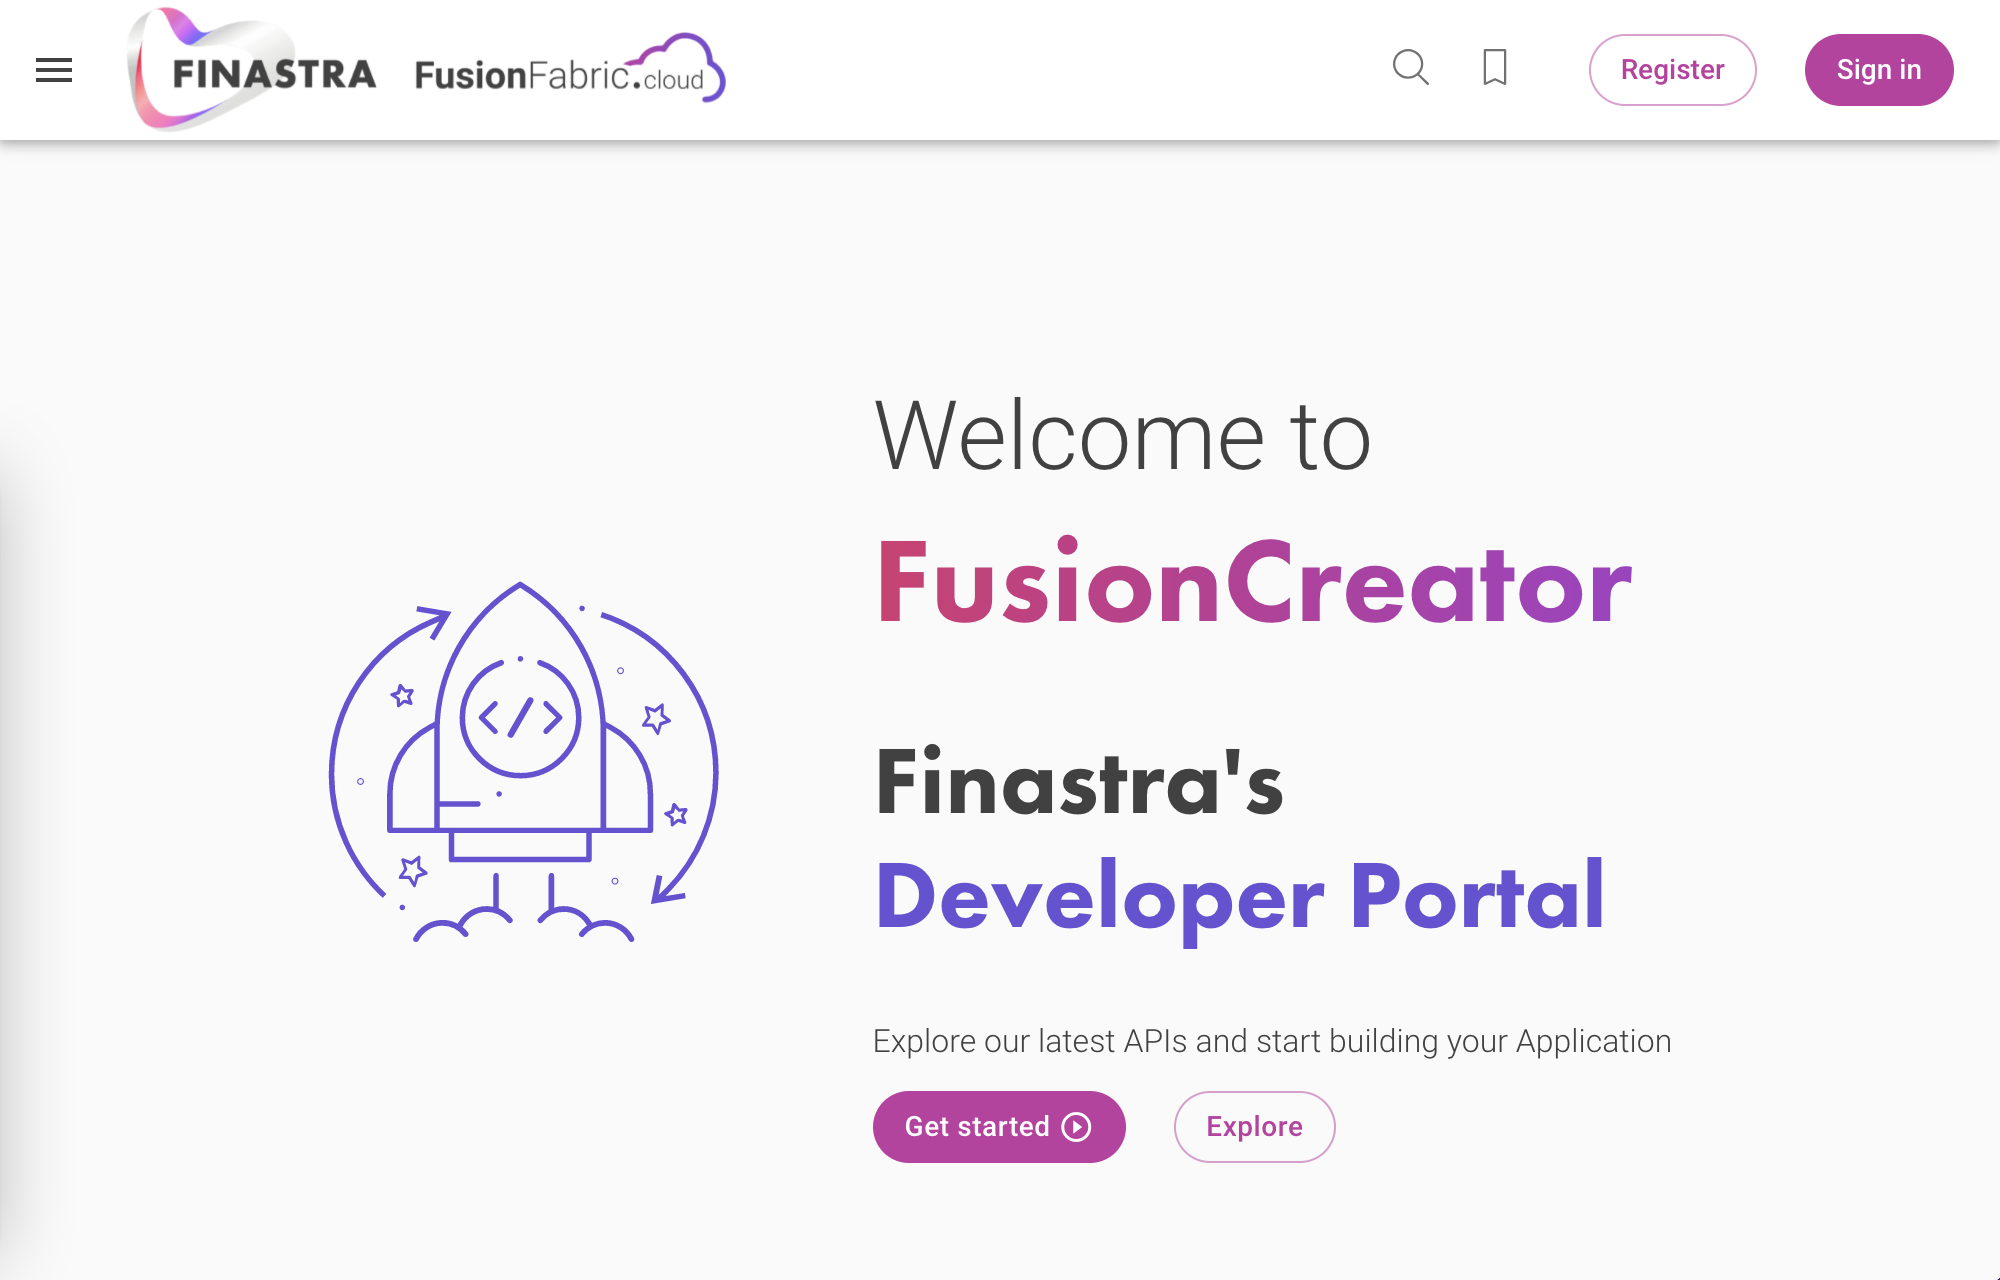 FINASTRA
FusionFabric.cloud
Register
Sign in
Welcome to
FusionCreator
Finastra's
Developer Portal
</>
Explore our latest APIs and start building your Application
Get started
Explore